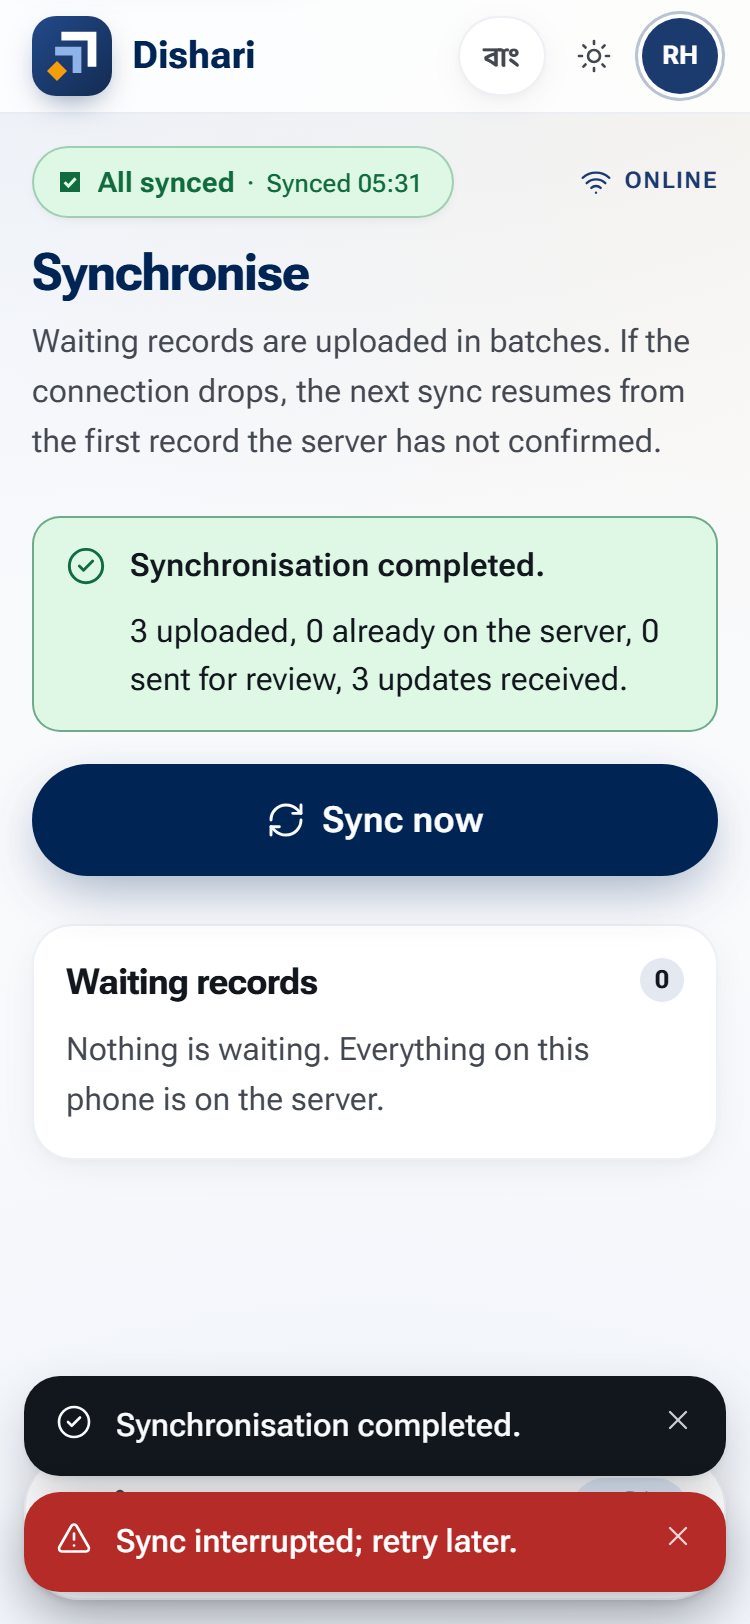 Dishari
বাং
RH
All synced · Synced 05:31
ONLINE
Synchronise
Waiting records are uploaded in batches. If the
connection drops, the next sync resumes from
the first record the server has not confirmed.
Synchronisation completed.
3 uploaded, 0 already on the server, 0
sent for review, 3 updates received.
Sync now
Waiting records
0
Nothing is waiting. Everything on this
phone is on the server.
Synchronisation completed.
Sync interrupted; retry later.